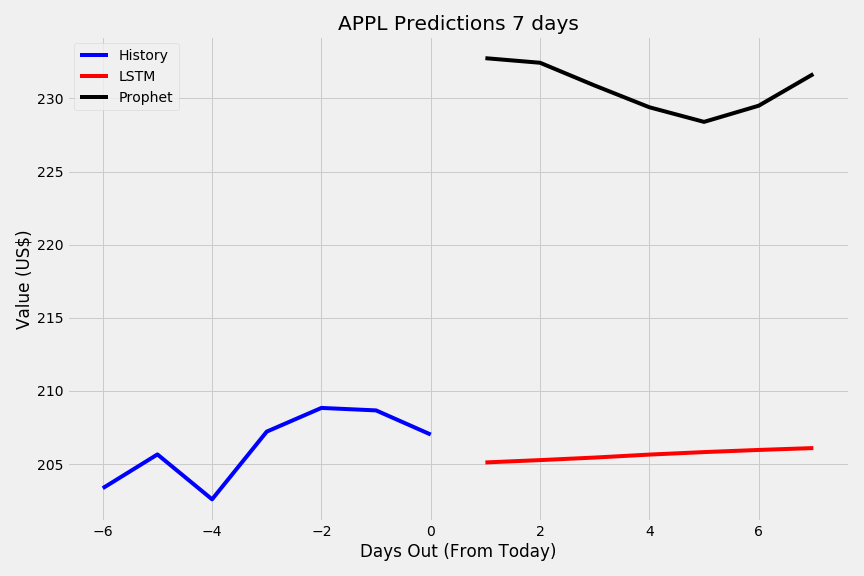 APPL Predictions 7 days
History
LSTM
Prophet
230
225
220
215
210
205
Value (US$)
−6
−4
−2
0
2
4
6
Days Out (From Today)